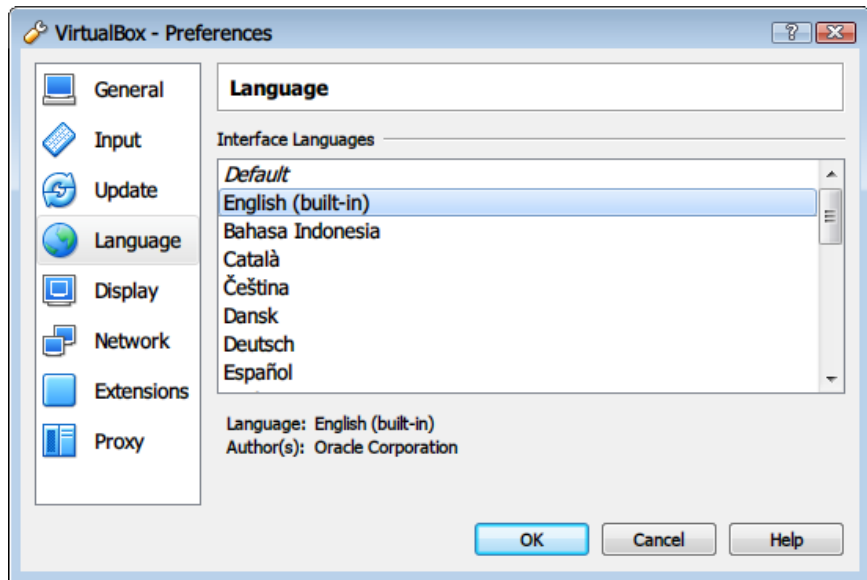 VirtualBox - Preferences
General
Input
Update
Language
Display
Network
Extensions
Proxy
Language
Interface Languages
Default
English (built-in)
Bahasa Indonesia
Català
Čeština
Dansk
Deutsch
Español
Language: English (built-in)
Author(s): Oracle Corporation
OK
Cancel
Help